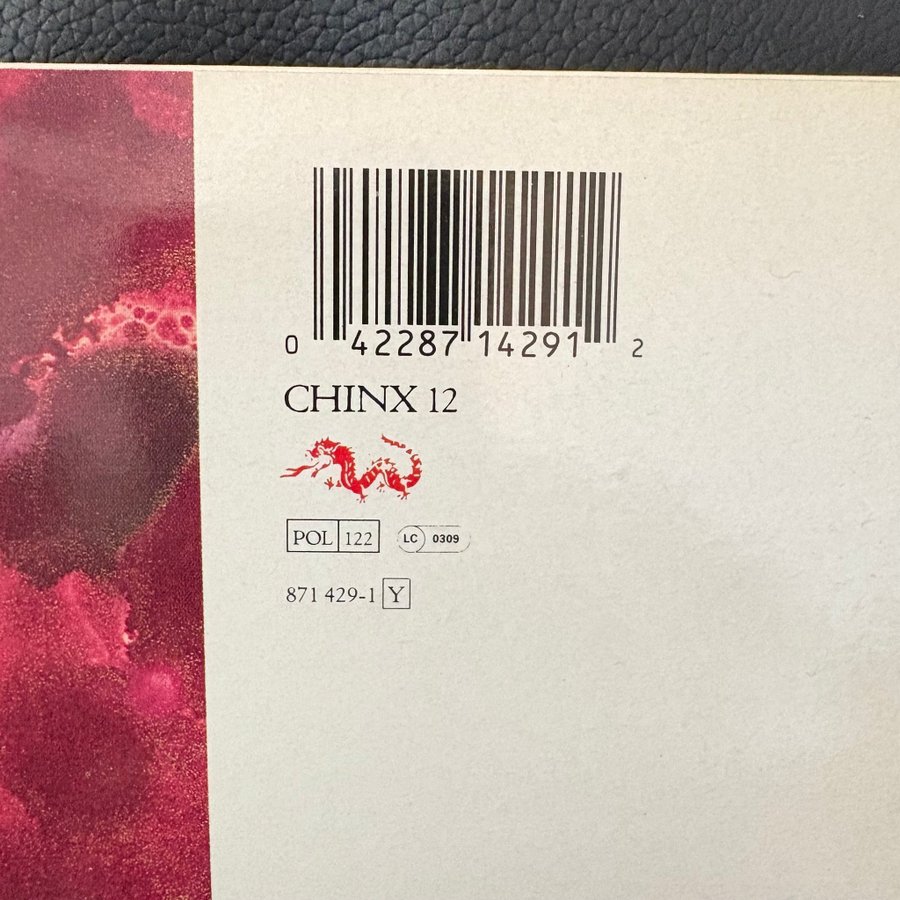 0 42287 14291 2
CHINX 12
POL 122 LC 0309
871 429-1 Y